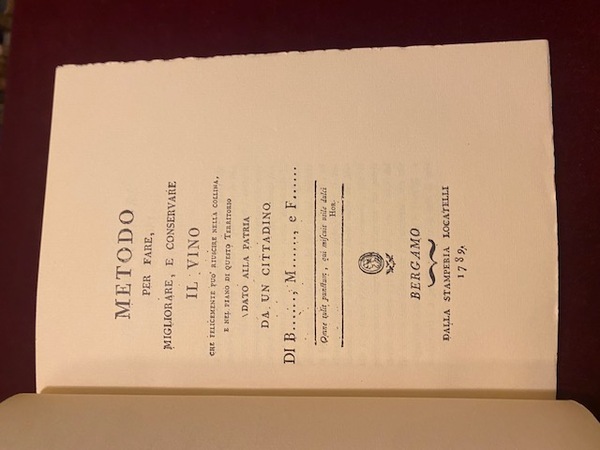 METODO
PER FARE,
MIGLIORARE, E CONSERVARE
IL VINO
CHE FELICEMENTE PUO' RIUSCIRE NELLA COLLINA,
E NEL PIANO DI QUESTO TERRITORIO
DATO ALLA PATRIA
DA UN CITTADINO
DI B......, M......, e F......
Omne tulit punctum, qui miscuit utile dulci
Hor.
BERGAMO
DALLA STAMPERIA LOCATELLI
1789.